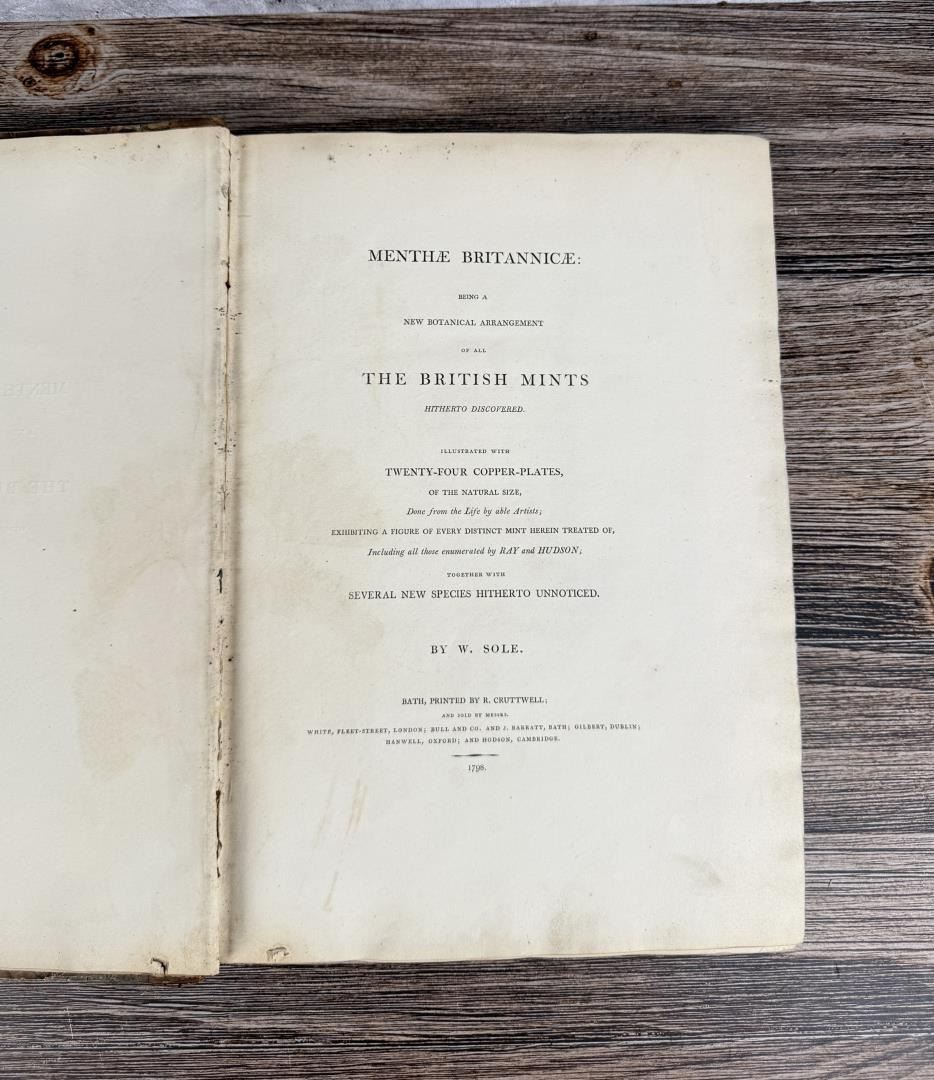 MENTHÆ BRITANNICÆ:
BEING A
NEW BOTANICAL ARRANGEMENT
OF ALL
THE BRITISH MINTS
HITHERTO DISCOVERED.
ILLUSTRATED WITH
TWENTY-FOUR COPPER-PLATES,
OF THE NATURAL SIZE,
Done from the Life by able Artists;
EXHIBITING A FIGURE OF EVERY DISTINCT MINT HEREIN TREATED OF,
Including all those enumerated by RAY and HUDSON;
TOGETHER WITH
SEVERAL NEW SPECIES HITHERTO UNNOTICED.
BY W. SOLE.
BATH, PRINTED BY R. CRUTTWELL;
AND SOLD BY MESSRS.
WHITE, FLEET-STREET, LONDON; BULL AND CO. AND J. BARRATT, BATH; GILBERT, DUBLIN;
HANWELL, OXFORD; AND HODSON, CAMBRIDGE.
1798.